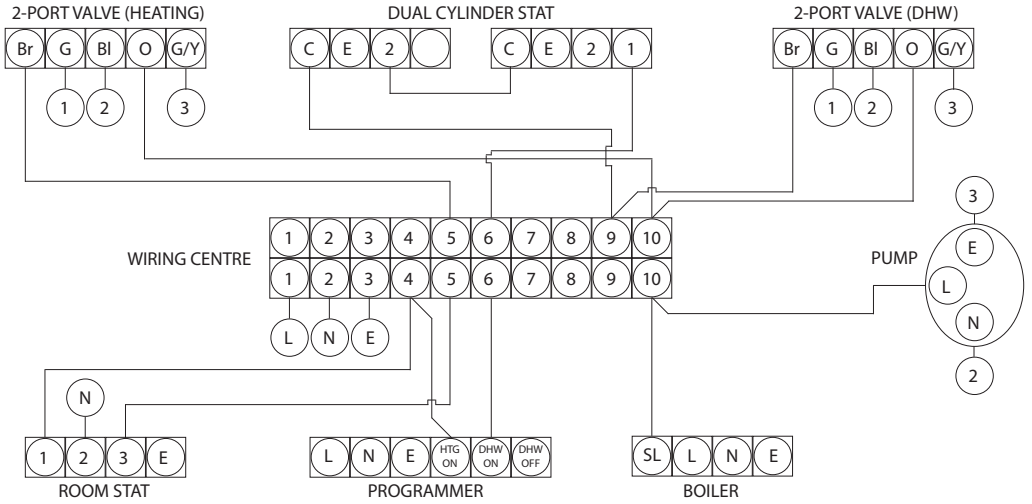 2-PORT VALVE (HEATING)
DUAL CYLINDER STAT
2-PORT VALVE (DHW)
Br G Bl O G/Y
C E 2
C E 2 1
Br G Bl O G/Y
1 2 3
1 2 3
3
WIRING CENTRE
1 2 3 4 5 6 7 8 9 10
1 2 3 4 5 6 7 8 9 10
PUMP
E
L
N
L N E
2
N
1 2 3 E
L N E HTG ON DHW ON DHW OFF
SL L N E
ROOM STAT
PROGRAMMER
BOILER